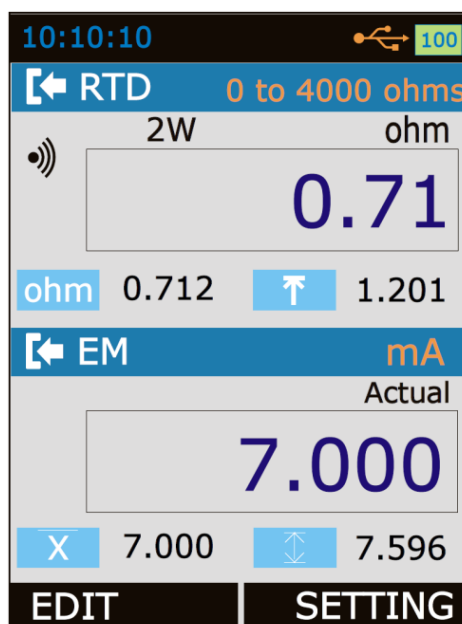 10:10:10 100
RTD 0 to 4000 ohms
2W ohm
0.71
ohm 0.712 1.201
EM mA
Actual
7.000
X 7.000 7.596
EDIT SETTING